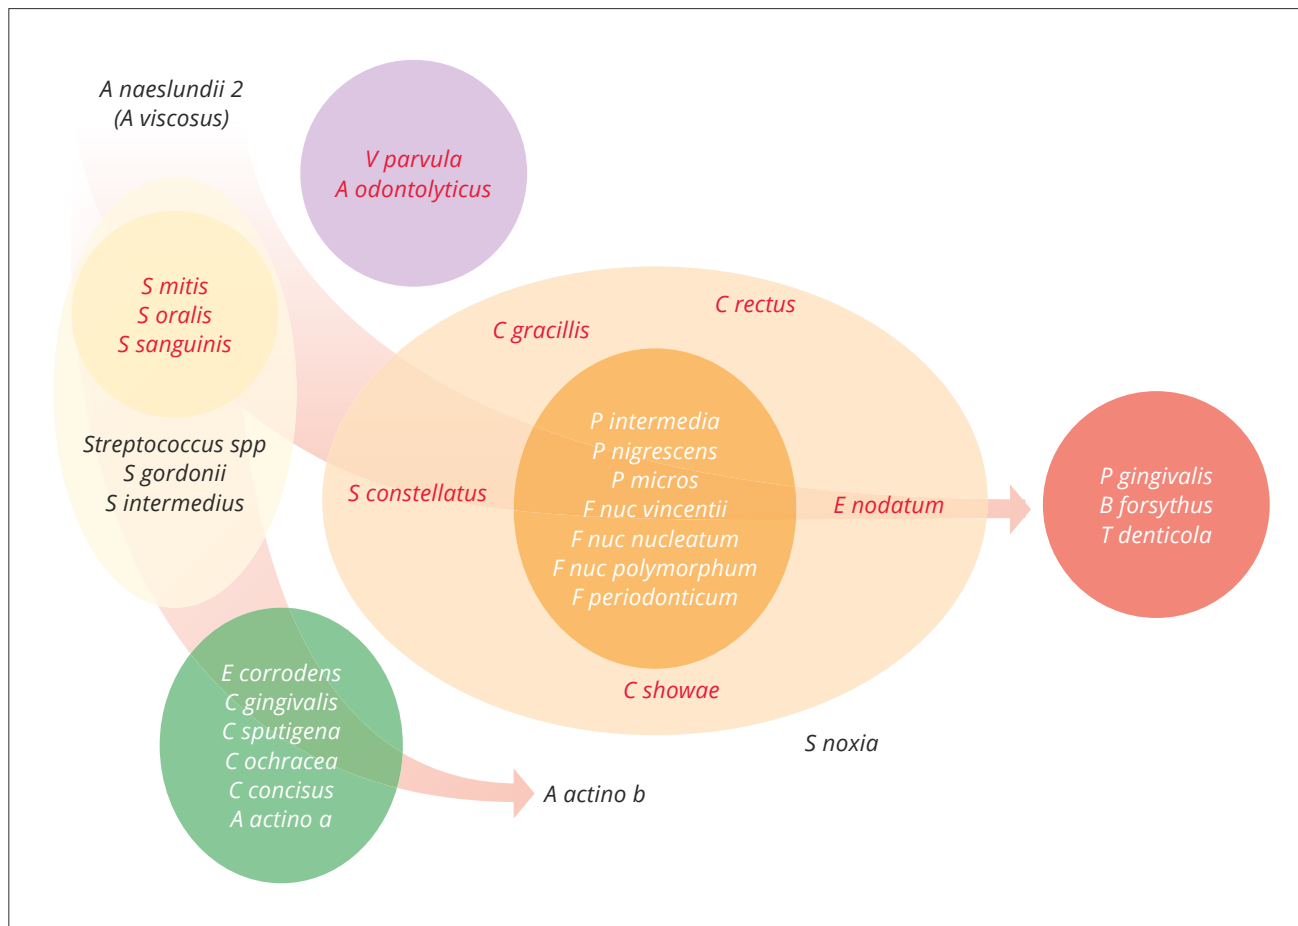 A naeslundii 2
(A viscosus)
V parvula
A odontolyticus
S mitis
S oralis
S sanguinis
Streptococcus spp
S gordonii
S intermedius
C gracillis
C rectus
P intermedia
P nigrescens
P micros
F nuc vincentii
F nuc nucleatum
F nuc polymorphum
F periodonticum
S constellatus
E nodatum
C showae
P gingivalis
B forsythus
T denticola
S noxia
E corrodens
C gingivalis
C sputigena
C ochracea
C concisus
A actino a
A actino b